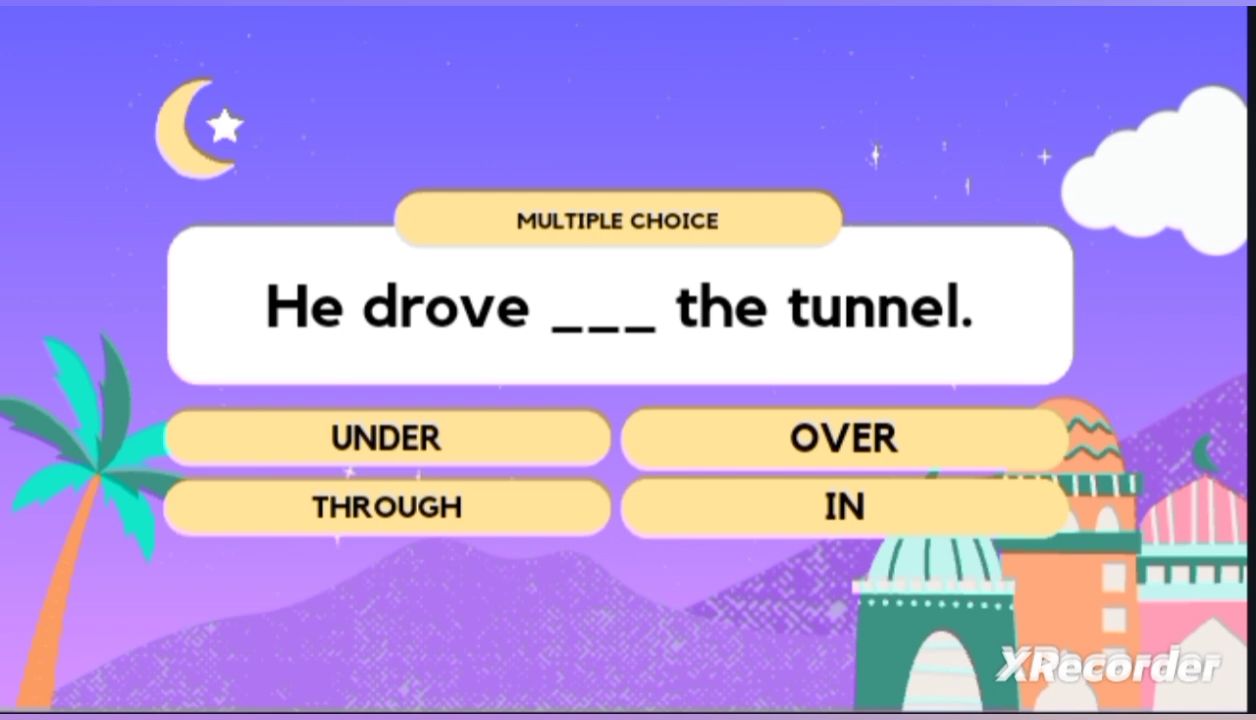 MULTIPLE CHOICE
He drove ___ the tunnel.
UNDER
OVER
THROUGH
IN
XRecorder